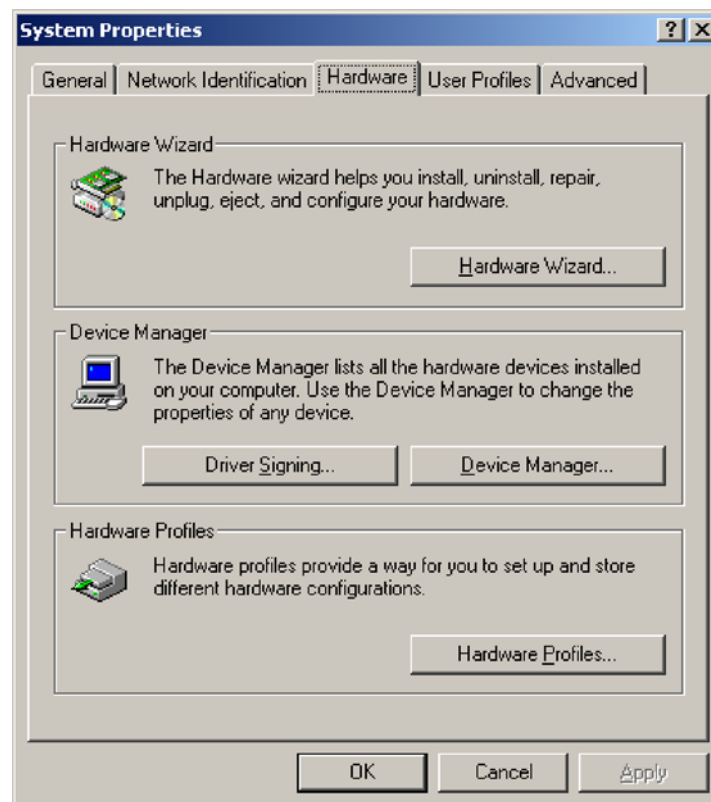 System Properties
General
Network Identification
Hardware
User Profiles
Advanced
Hardware Wizard
The Hardware wizard helps you install, uninstall, repair,
unplug, eject, and configure your hardware.
Hardware Wizard...
Device Manager
The Device Manager lists all the hardware devices installed
on your computer. Use the Device Manager to change the
properties of any device.
Driver Signing...
Device Manager...
Hardware Profiles
Hardware profiles provide a way for you to set up and store
different hardware configurations.
Hardware Profiles...
OK
Cancel
Apply